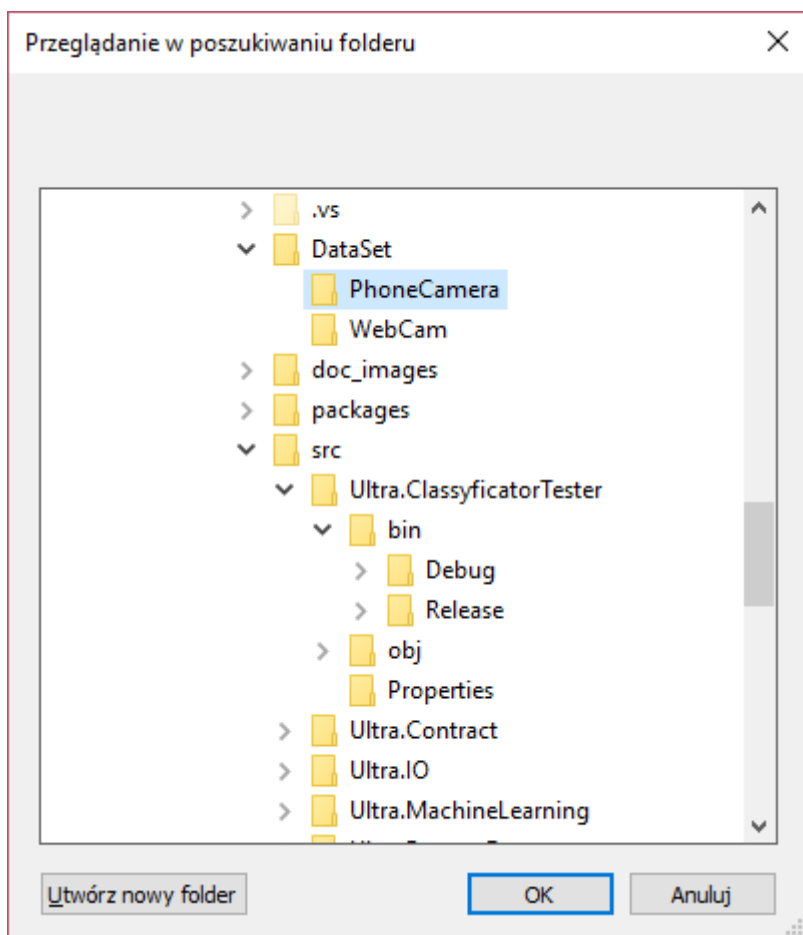 Przeglądanie w poszukiwaniu folderu
.vs
DataSet
PhoneCamera
WebCam
doc_images
packages
src
Ultra.ClassyficatorTester
bin
Debug
Release
obj
Properties
Ultra.Contract
Ultra.IO
Ultra.MachineLearning
Utwórz nowy folder OK Anuluj